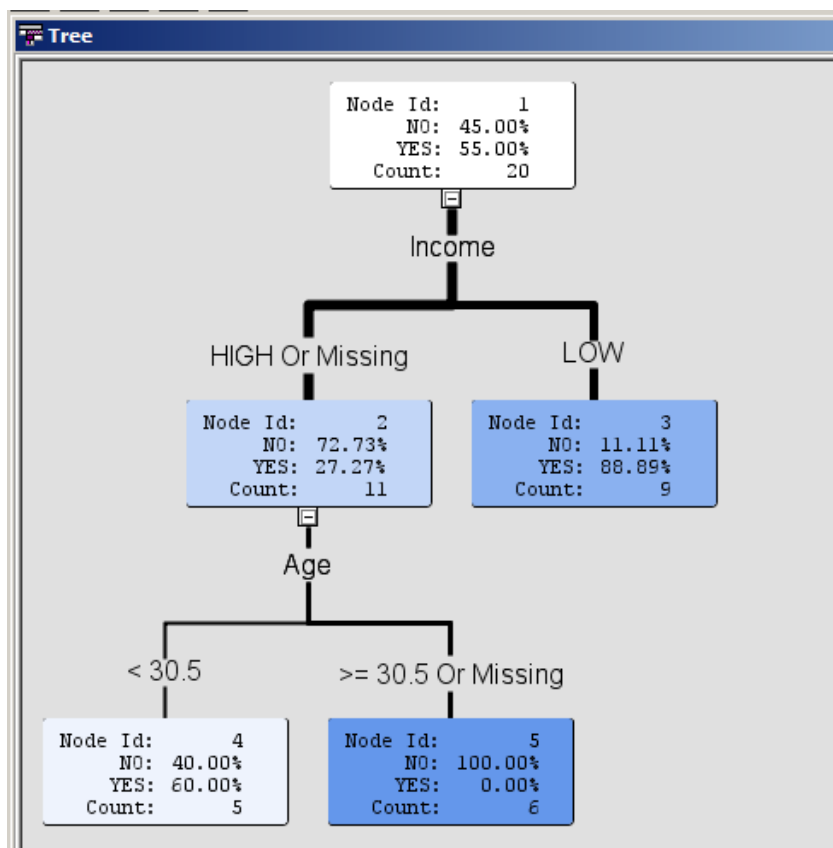 Tree
Node Id: 1
NO: 45.00%
YES: 55.00%
Count: 20
Income
HIGH Or Missing
LOW
Node Id: 2
NO: 72.73%
YES: 27.27%
Count: 11
Node Id: 3
NO: 11.11%
YES: 88.89%
Count: 9
Age
< 30.5
>= 30.5 Or Missing
Node Id: 4
NO: 40.00%
YES: 60.00%
Count: 5
Node Id: 5
NO: 100.00%
YES: 0.00%
Count: 6